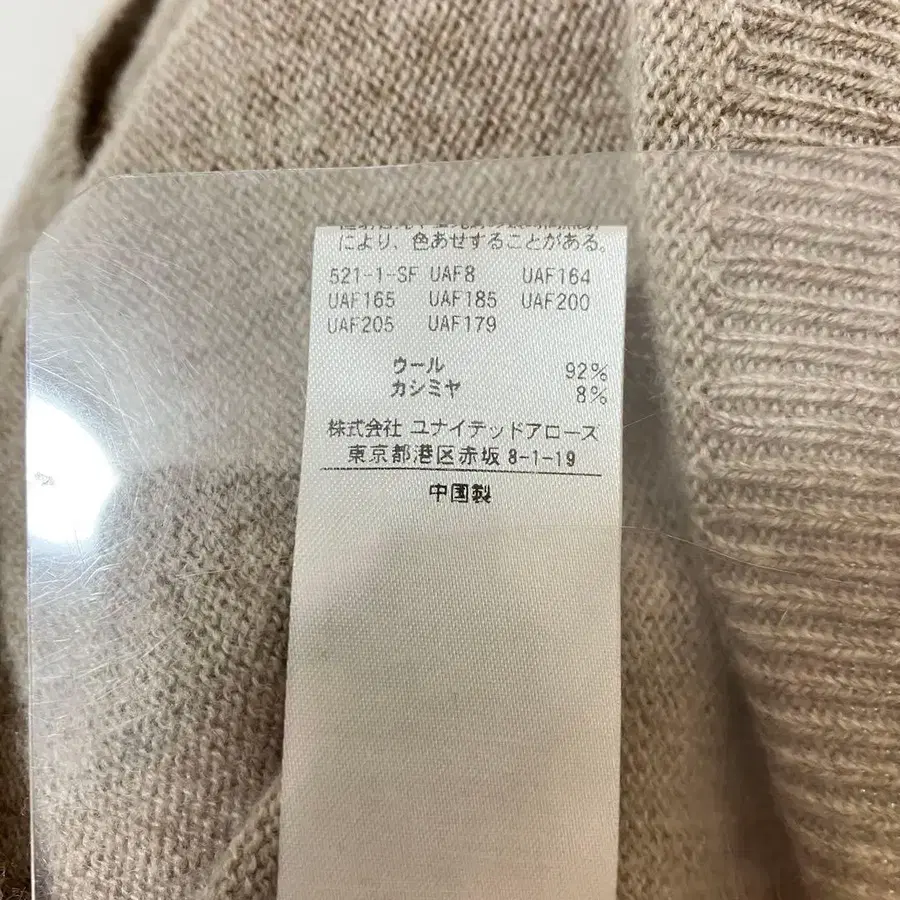 により、色あせすることがある。
521-1-SF UAF8 UAF164
UAF165 UAF185 UAF200
UAF205 UAF179
ウール 92%
カシミヤ 8%
株式会社 ユナイテッドアローズ
東京都港区赤坂 8-1-19
中国製